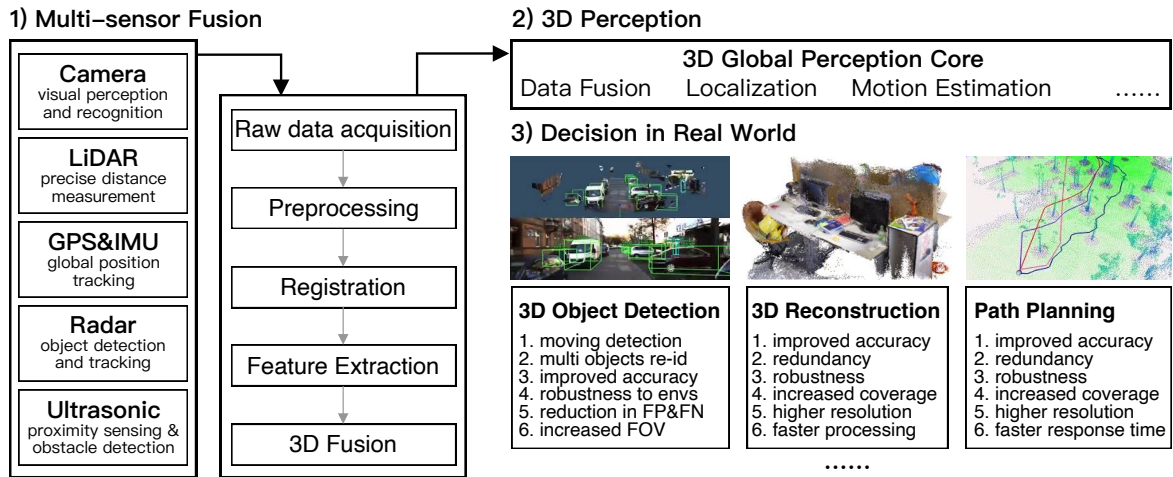 1) Multi-sensor Fusion
Camera
visual perception
and recognition
LiDAR
precise distance
measurement
GPS&IMU
global position
tracking
Radar
object detection
and tracking
Ultrasonic
proximity sensing &
obstacle detection
Raw data acquisition
Preprocessing
Registration
Feature Extraction
3D Fusion
2) 3D Perception
3D Global Perception Core
Data Fusion Localization Motion Estimation ......
3) Decision in Real World
3D Object Detection
1. moving detection
2. multi objects re-id
3. improved accuracy
4. robustness to envs
5. reduction in FP&FN
6. increased FOV
3D Reconstruction
1. improved accuracy
2. redundancy
3. robustness
4. increased coverage
5. higher resolution
6. faster processing
Path Planning
1. improved accuracy
2. redundancy
3. robustness
4. increased coverage
5. higher resolution
6. faster response time
......